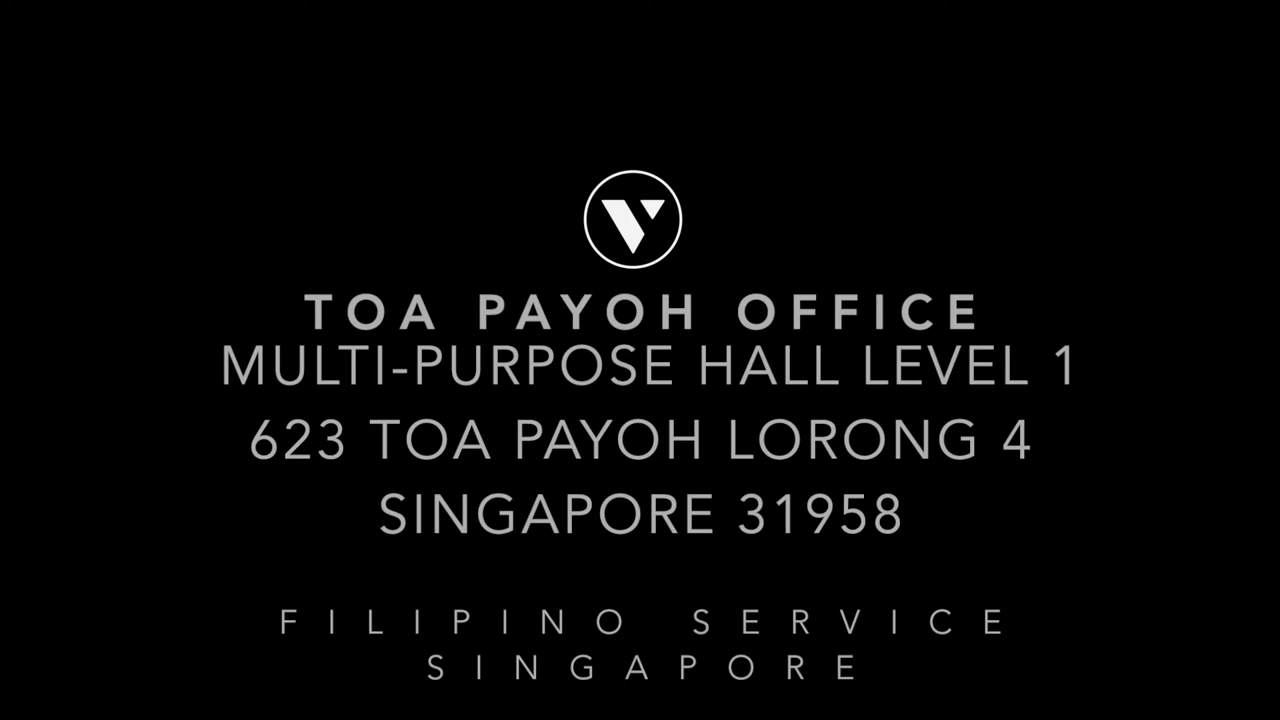 TOA PAYOH OFFICE
MULTI-PURPOSE HALL LEVEL 1
623 TOA PAYOH LORONG 4
SINGAPORE 31958
FILIPINO SERVICE
SINGAPORE